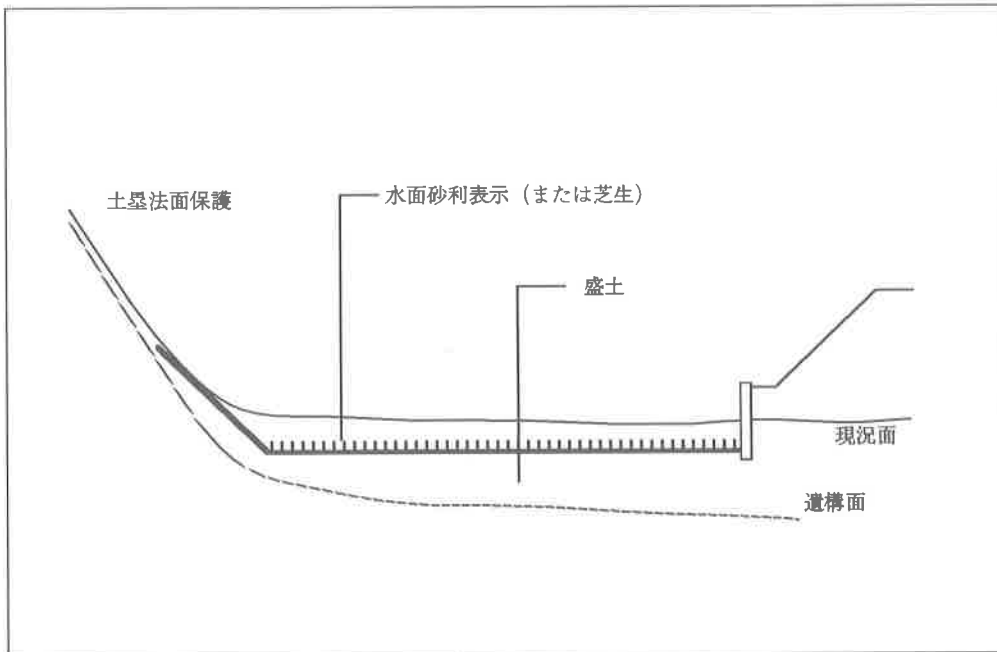 土塁法面保護
水面砂利表示（または芝生）
盛土
現況面
遺構面